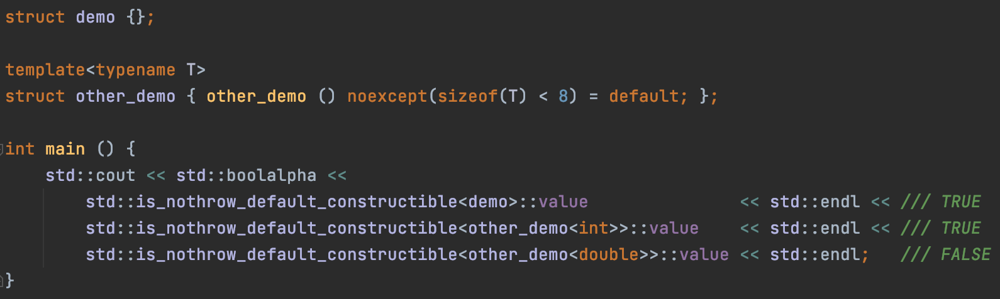 struct demo {};
template<typename T>
struct other_demo { other_demo () noexcept(sizeof(T) < 8) = default; };
int main () {
    std::cout << std::boolalpha <<
        std::is_nothrow_default_constructible<demo>::value               << std::endl << /// TRUE
        std::is_nothrow_default_constructible<other_demo<int>>::value    << std::endl << /// TRUE
        std::is_nothrow_default_constructible<other_demo<double>>::value << std::endl;   /// FALSE
}